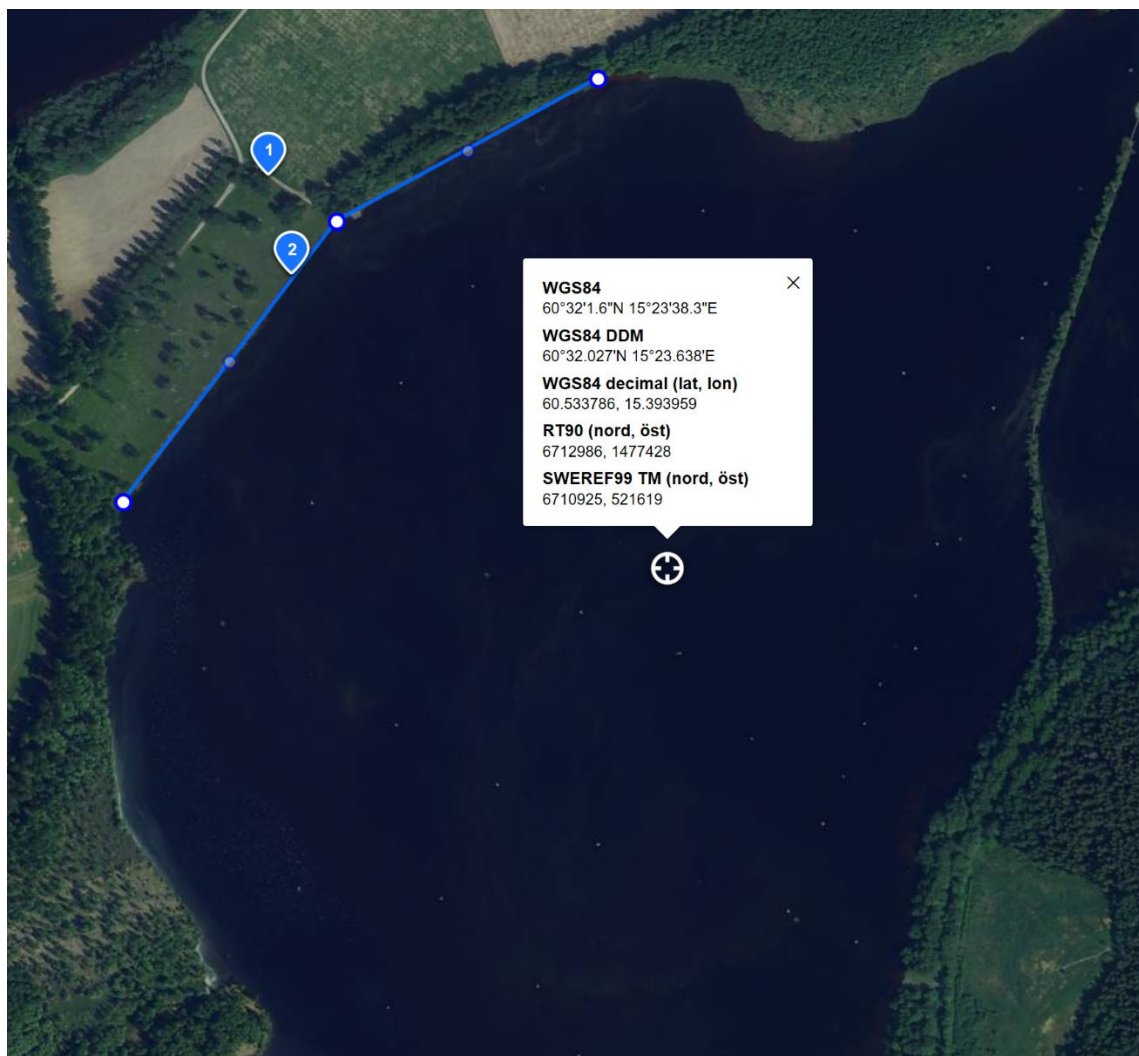 1
2
WGS84
60°32'1.6"N 15°23'38.3"E
WGS84 DDM
60°32.027'N 15°23.638'E
WGS84 decimal (lat, lon)
60.533786, 15.393959
RT90 (nord, öst)
6712986, 1477428
SWEREF99 TM (nord, öst)
6710925, 521619